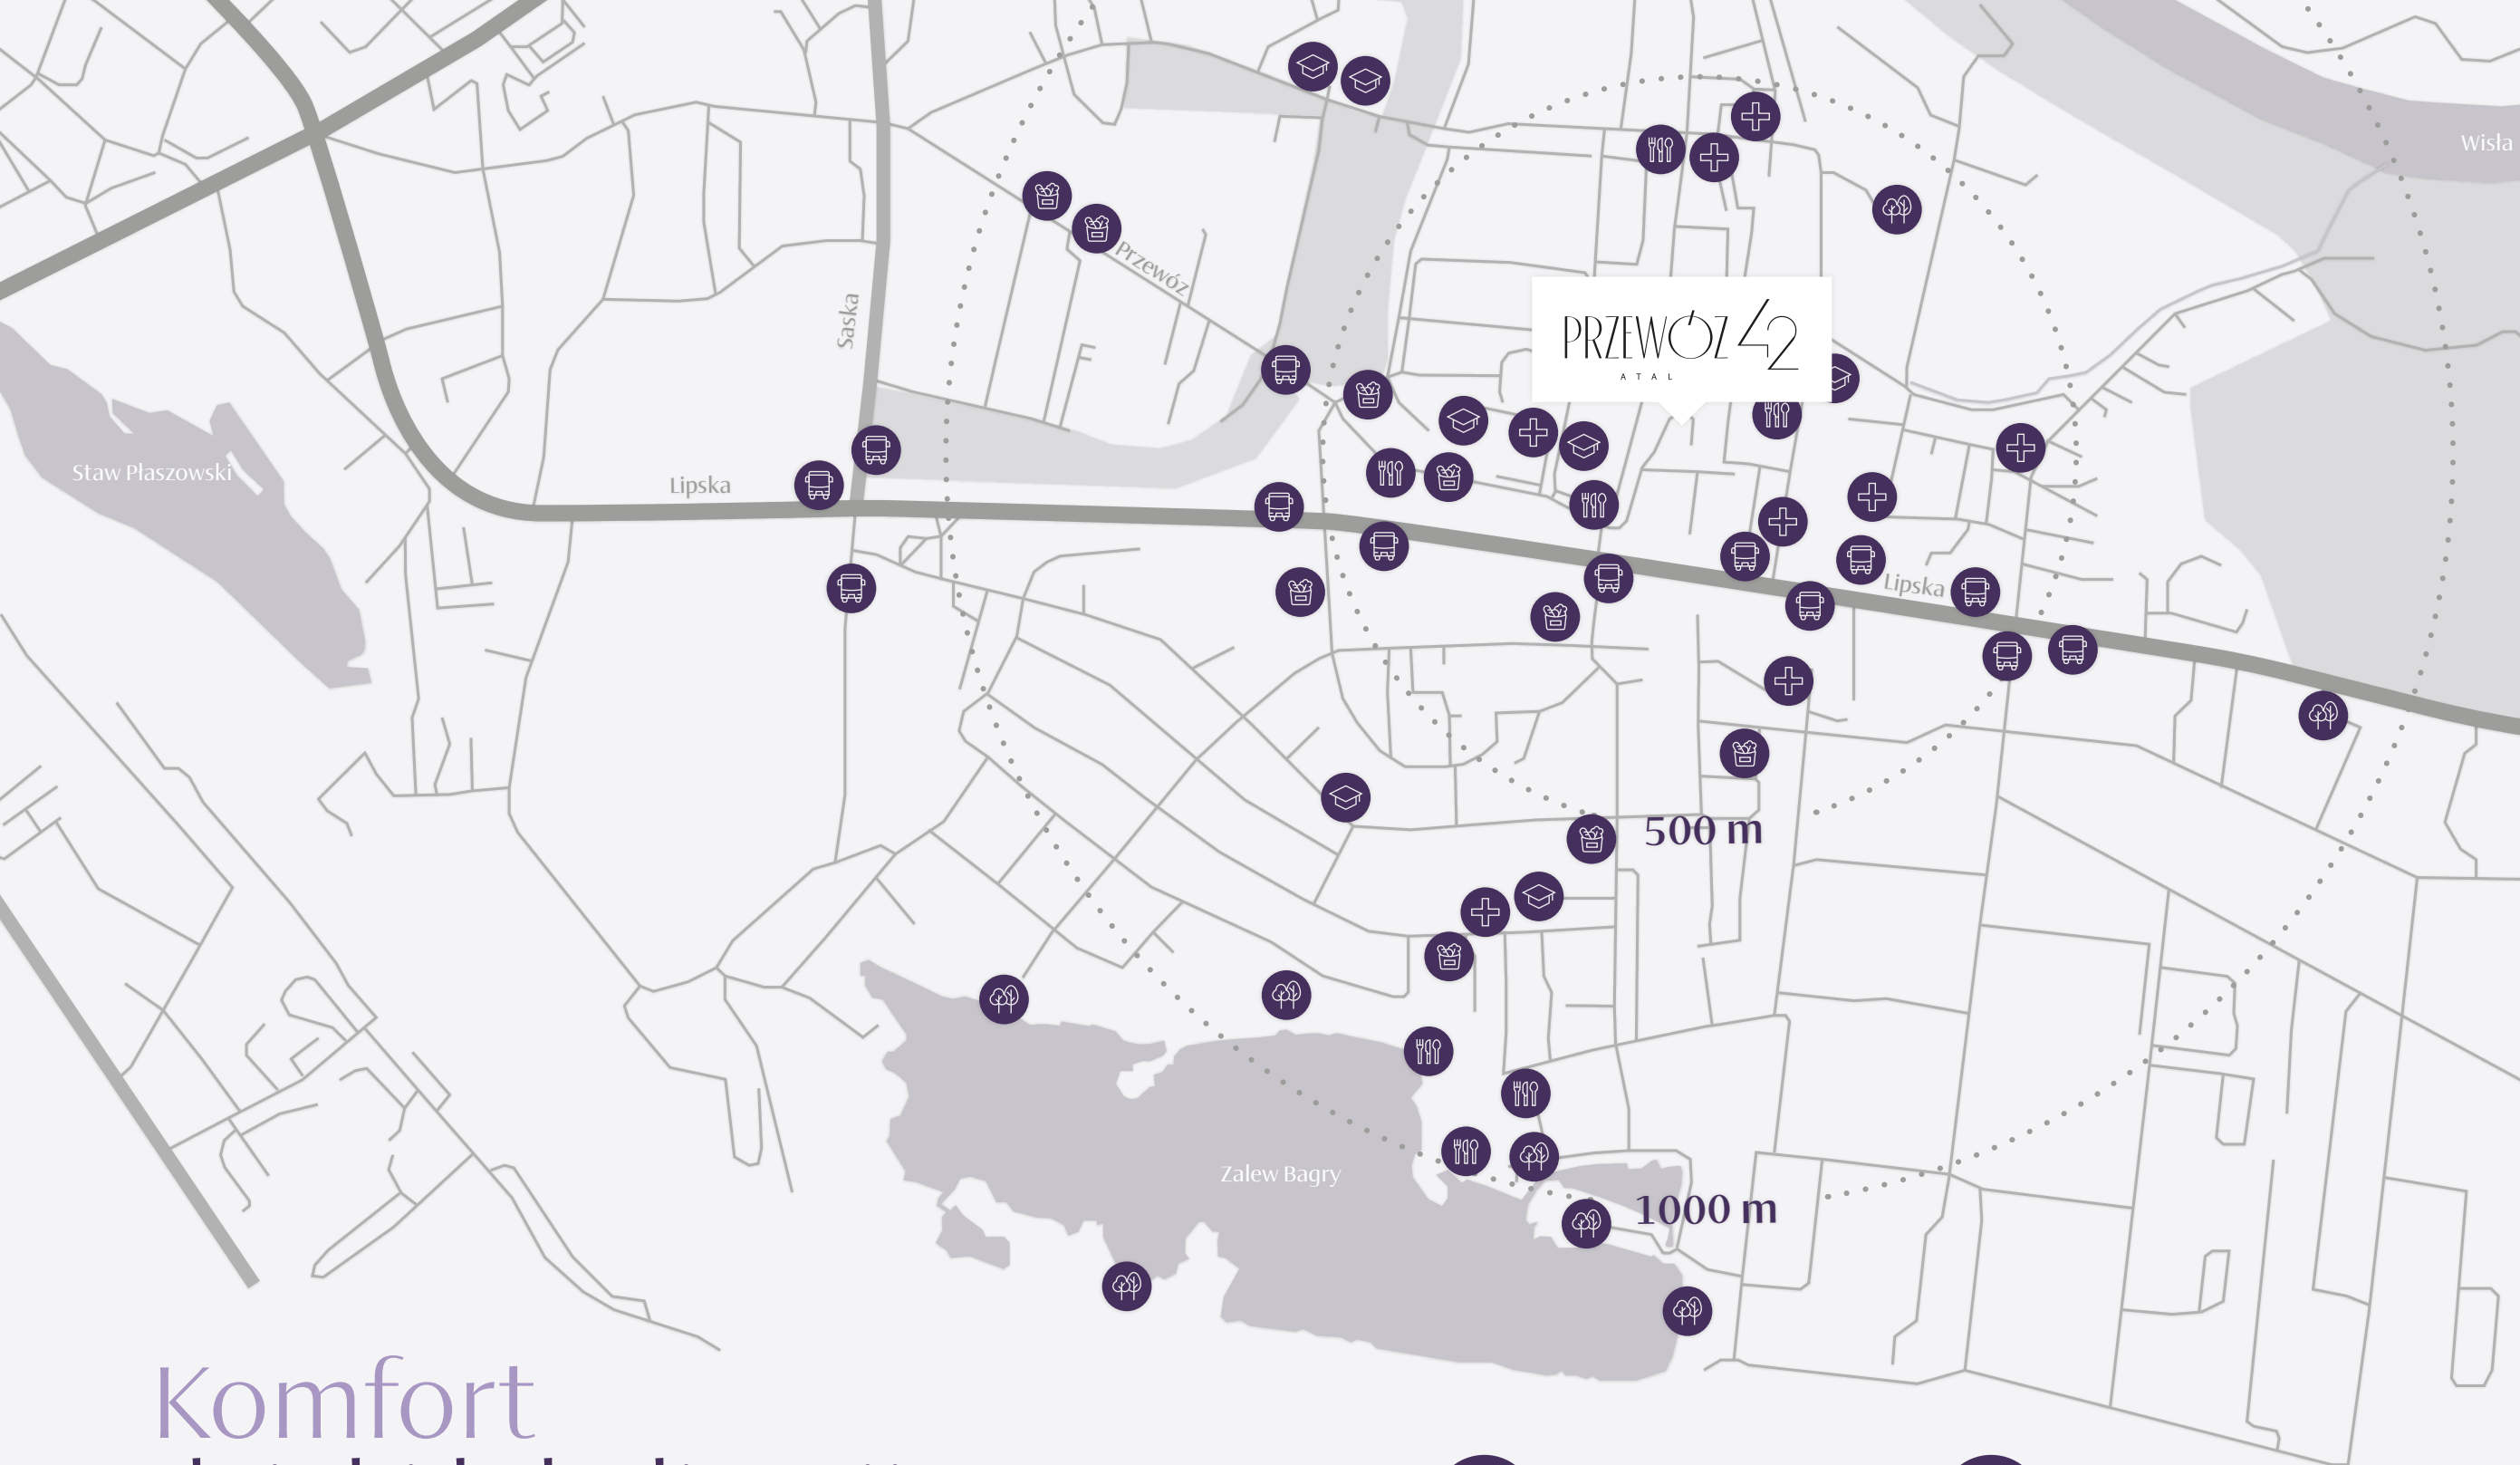 Wisła
Przewóz
Saska
PRZEWÓZ 42
ATAL
Staw Płaszowski
Lipska
Lipska
500 m
1000 m
Zalew Bagry
Komfort